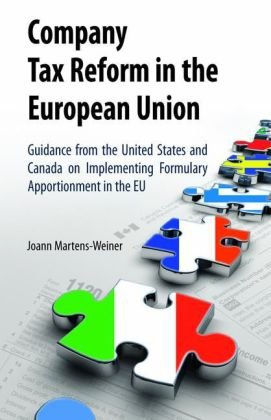 Company
Tax Reform in the
European Union
Guidance from the United States and
Canada on Implementing Formulary
Apportionment in the EU
Joann Martens-Weiner
1120